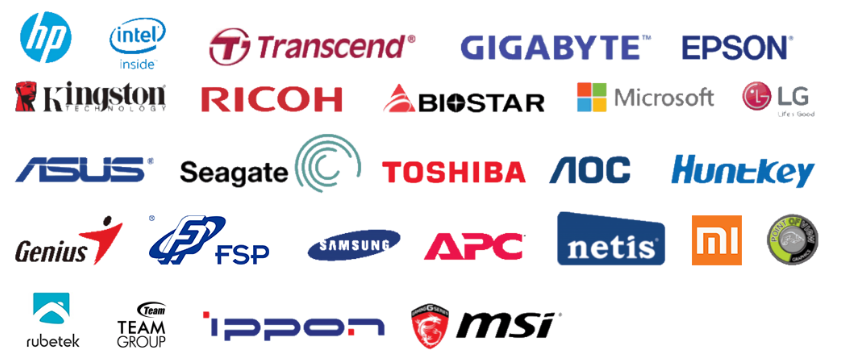 hp intel inside™ Transcend® GIGABYTE™ EPSON®
Kingston TECHNOLOGY RICOH BIOSTAR Microsoft LG Life's Good
ASUS® Seagate TOSHIBA AOC HuntKey
Genius FSP® SAMSUNG APC netis® mi POINT OF VIEW
rubetek Team TEAM GROUP ippon msi